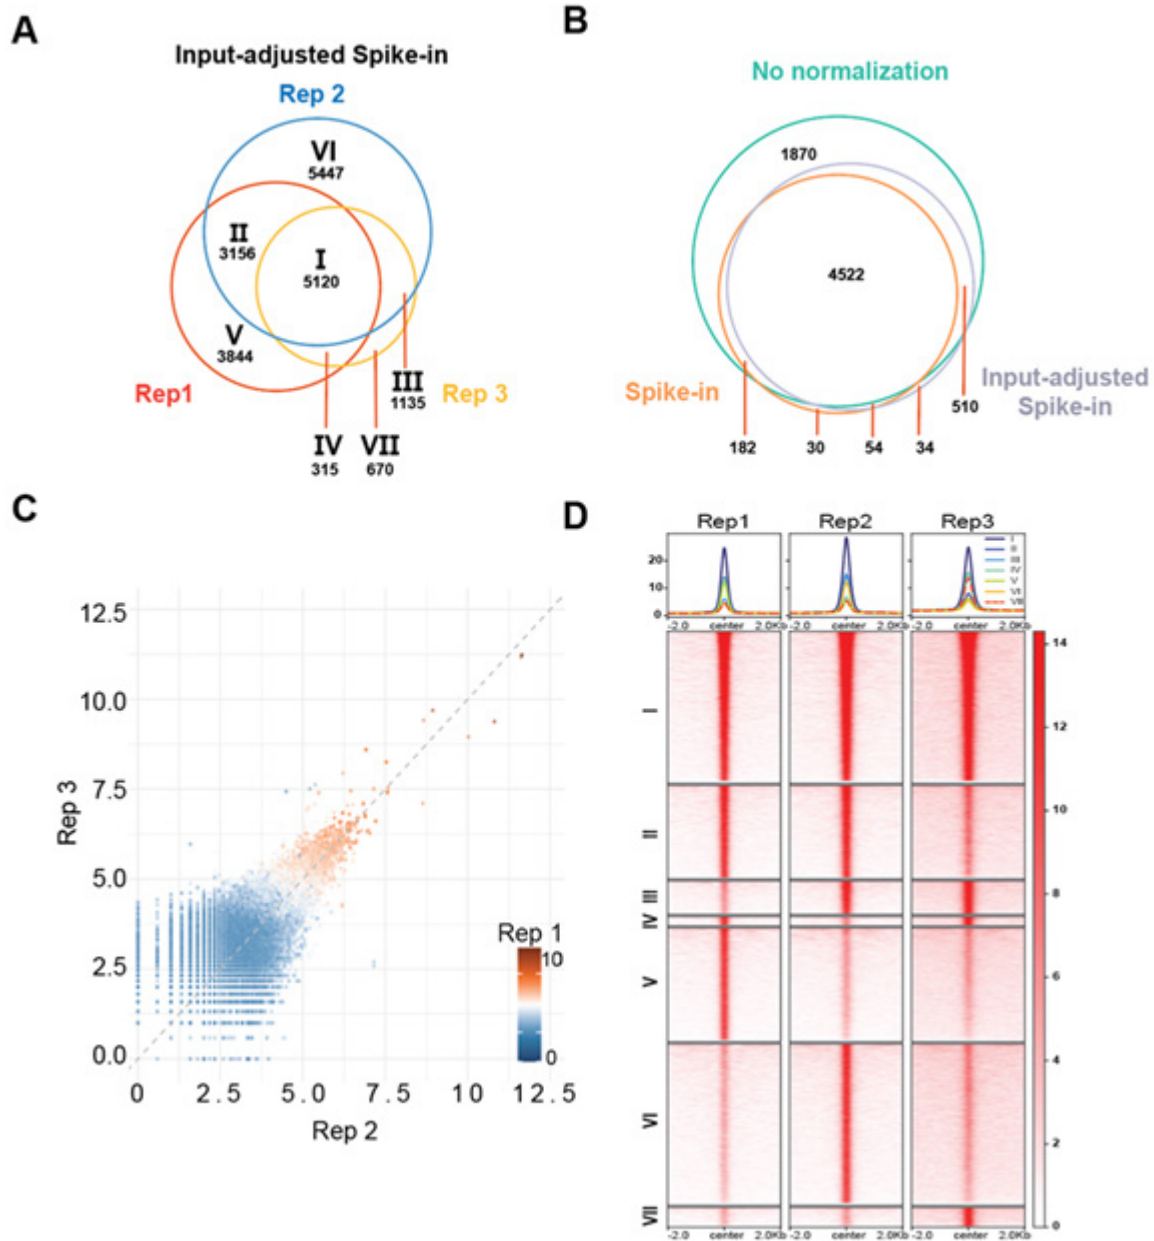 A
Input-adjusted Spike-in
Rep 2
VI
5447
II
3156
I
5120
V
3844
Rep1
III
1135
Rep 3
IV
315
VII
670
B
No normalization
1870
4522
Spike-in
Input-adjusted
Spike-in
510
182
30
54
34
C
12.5
10.0
7.5
5.0
2.5
0.0
Rep 3
0 2.5 5.0 7.5 10 12.5
Rep 2
Rep 1
10
0
D
Rep1 Rep2 Rep3
20
10
0
I
II
III
IV
V
VI
VII
-2.0 center 2.0Kb -2.0 center 2.0Kb -2.0 center 2.0Kb
I
II
III
IV
V
VI
VII
14
12
10
8
6
4
2
0
-2.0 center 2.0Kb -2.0 center 2.0Kb -2.0 center 2.0Kb